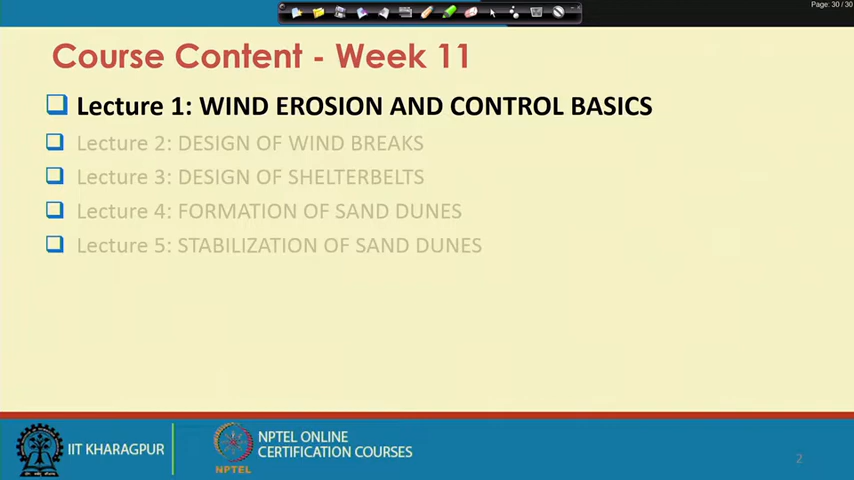 Page: 30 / 30
Course Content - Week 11
Lecture 1: WIND EROSION AND CONTROL BASICS
Lecture 2: DESIGN OF WIND BREAKS
Lecture 3: DESIGN OF SHELTERBELTS
Lecture 4: FORMATION OF SAND DUNES
Lecture 5: STABILIZATION OF SAND DUNES
IIT KHARAGPUR
NPTEL
NPTEL ONLINE
CERTIFICATION COURSES
2